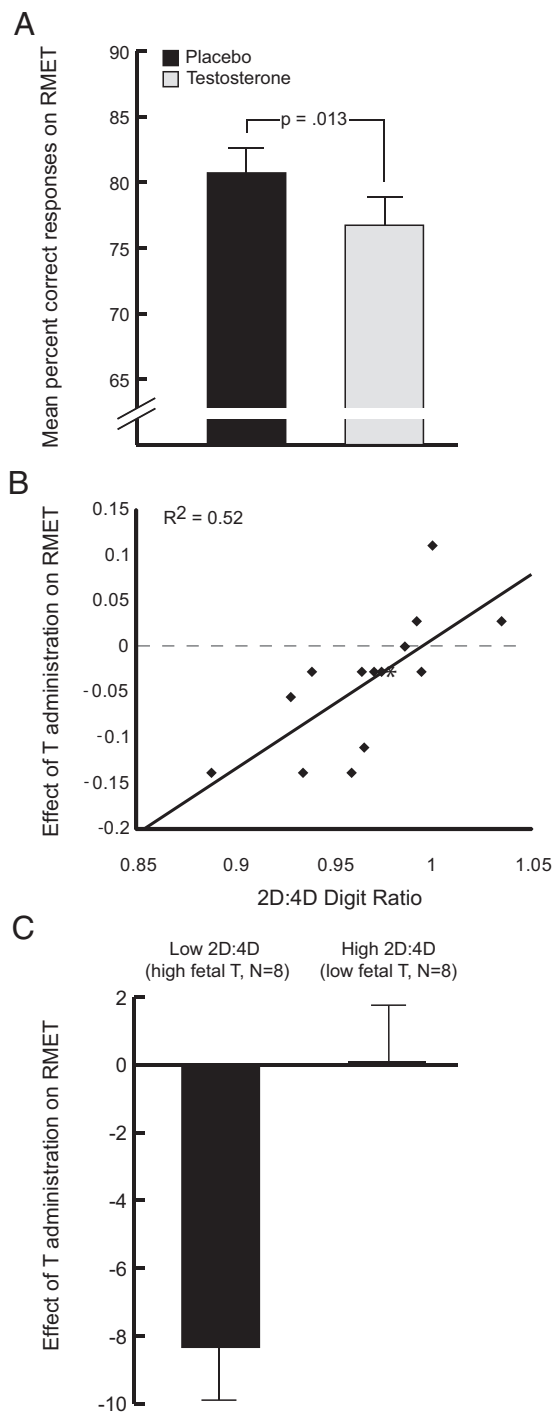 A
Mean percent correct responses on RMET
90
85
80
75
70
65
Placebo
Testosterone
p = .013
B
Effect of T administration on RMET
0.15
0.1
0.05
0
-0.05
-0.1
-0.15
-0.2
R2 = 0.52
*
0.85 0.9 0.95 1 1.05
2D:4D Digit Ratio
C
Low 2D:4D
(high fetal T, N=8)
High 2D:4D
(low fetal T, N=8)
Effect of T administration on RMET
2
0
-2
-4
-6
-8
-10